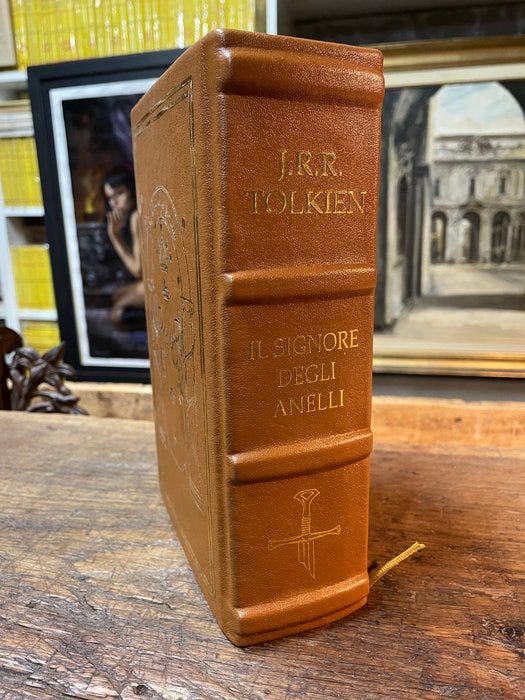 J.R.R.
TOLKIEN
IL SIGNORE
DEGLI
ANELLI